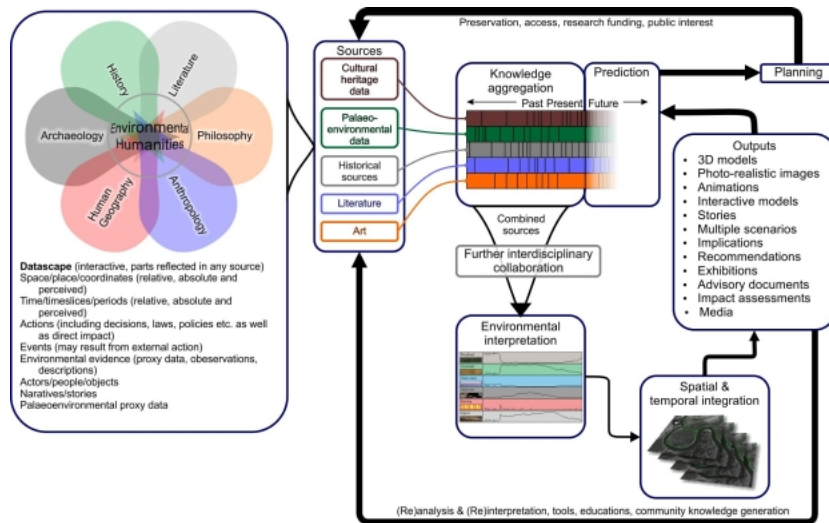 Preservation, access, research funding, public interest
History
Literature
Archaeology
Environmental
Humanities
Philosophy
Human
Geography
Anthropology
Datascape (interactive, parts reflected in any source)
Space/place/coordinates (relative, absolute and
perceived)
Time/timeslices/periods (relative, absolute and
perceived)
Actions (including decisions, laws, policies etc. as well
as direct impact)
Events (may result from external action)
Environmental evidence (proxy data, obeservations,
descriptions)
Actors/people/objects
Naratives/stories
Palaeoenvironmental proxy data
Sources
Cultural
heritage
data
Palaeo-
environmental
data
Historical
sources
Literature
Art
Knowledge
aggregation
Prediction
Past Present Future
Planning
Combined
sources
Further interdisciplinary
collaboration
Environmental
interpretation
Spatial &
temporal integration
Outputs
• 3D models
• Photo-realistic images
• Animations
• Interactive models
• Stories
• Multiple scenarios
• Implications
• Recommendations
• Exhibitions
• Advisory documents
• Impact assessments
• Media
(Re)analysis & (Re)interpretation, tools, educations, community knowledge generation